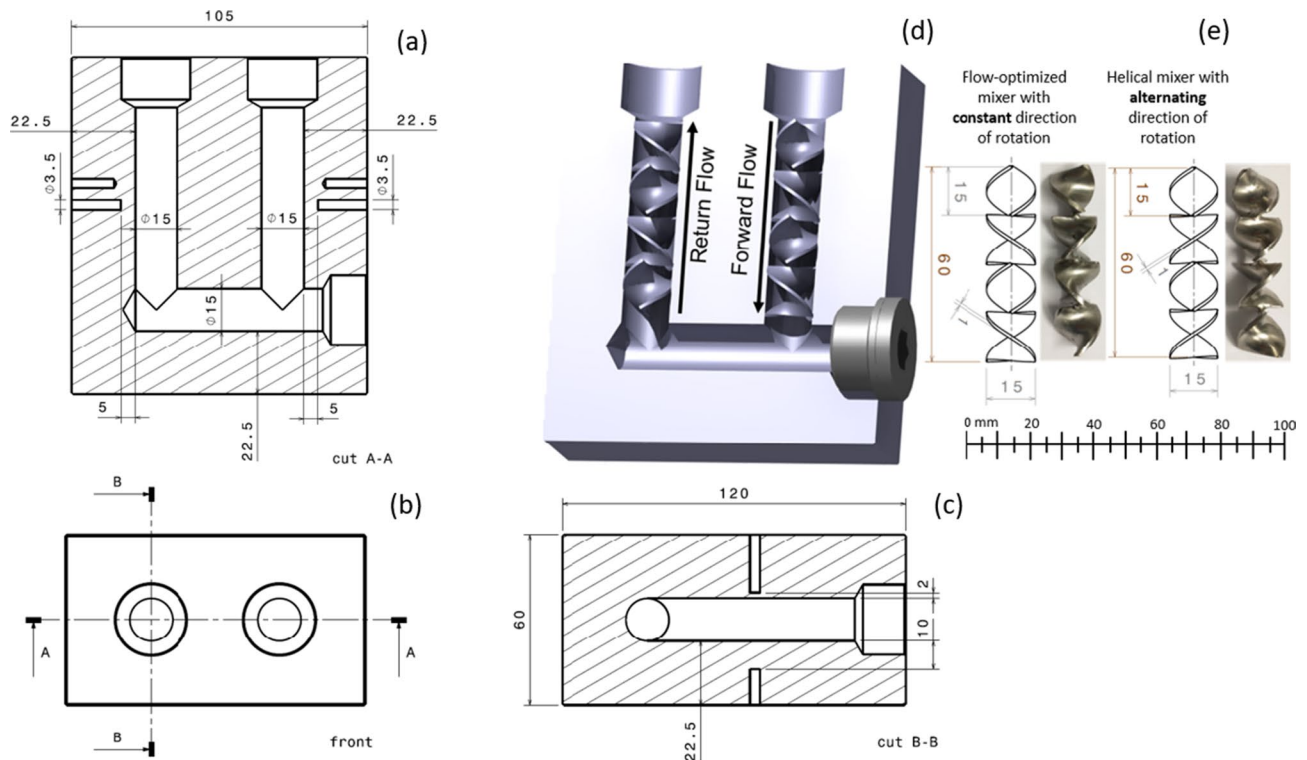 105
(a)
22.5
22.5
Φ3.5
Φ3.5
Φ15
Φ15
Φ15
5
5
22.5
cut A-A
(d)
Return Flow
Forward Flow
(e)
Flow-optimized
mixer with
constant direction
of rotation
Helical mixer with
alternating
direction of
rotation
15
60
1
15
15
60
1
15
0 mm 20 40 60 80 100
B
(b)
A
A
B
front
120
(c)
60
2
10
22.5
cut B-B